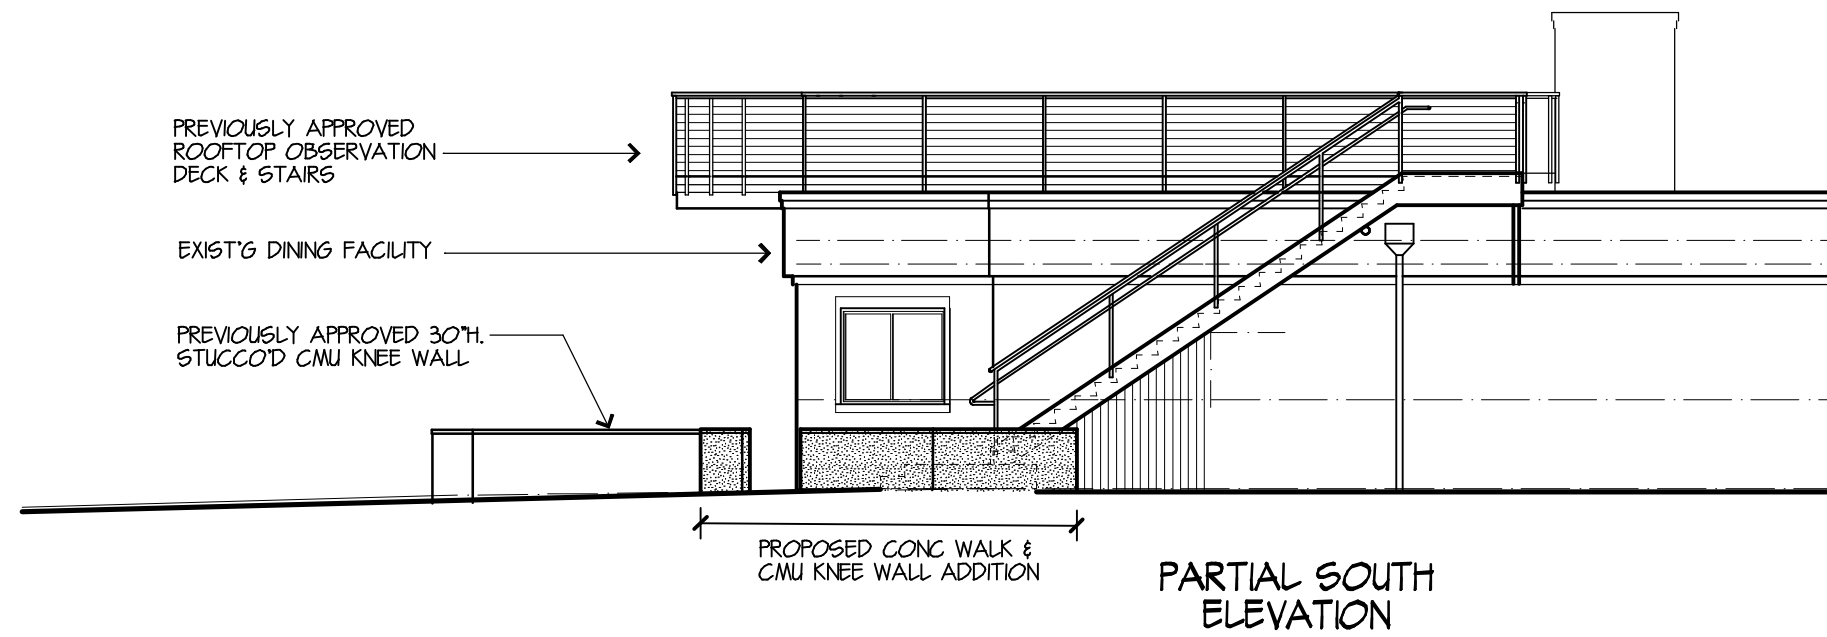 PREVIOUSLY APPROVED
ROOFTOP OBSERVATION
DECK & STAIRS
EXIST'G DINING FACILITY
PREVIOUSLY APPROVED 30"H.
STUCCO'D CMU KNEE WALL
PROPOSED CONC WALK &
CMU KNEE WALL ADDITION
PARTIAL SOUTH
ELEVATION